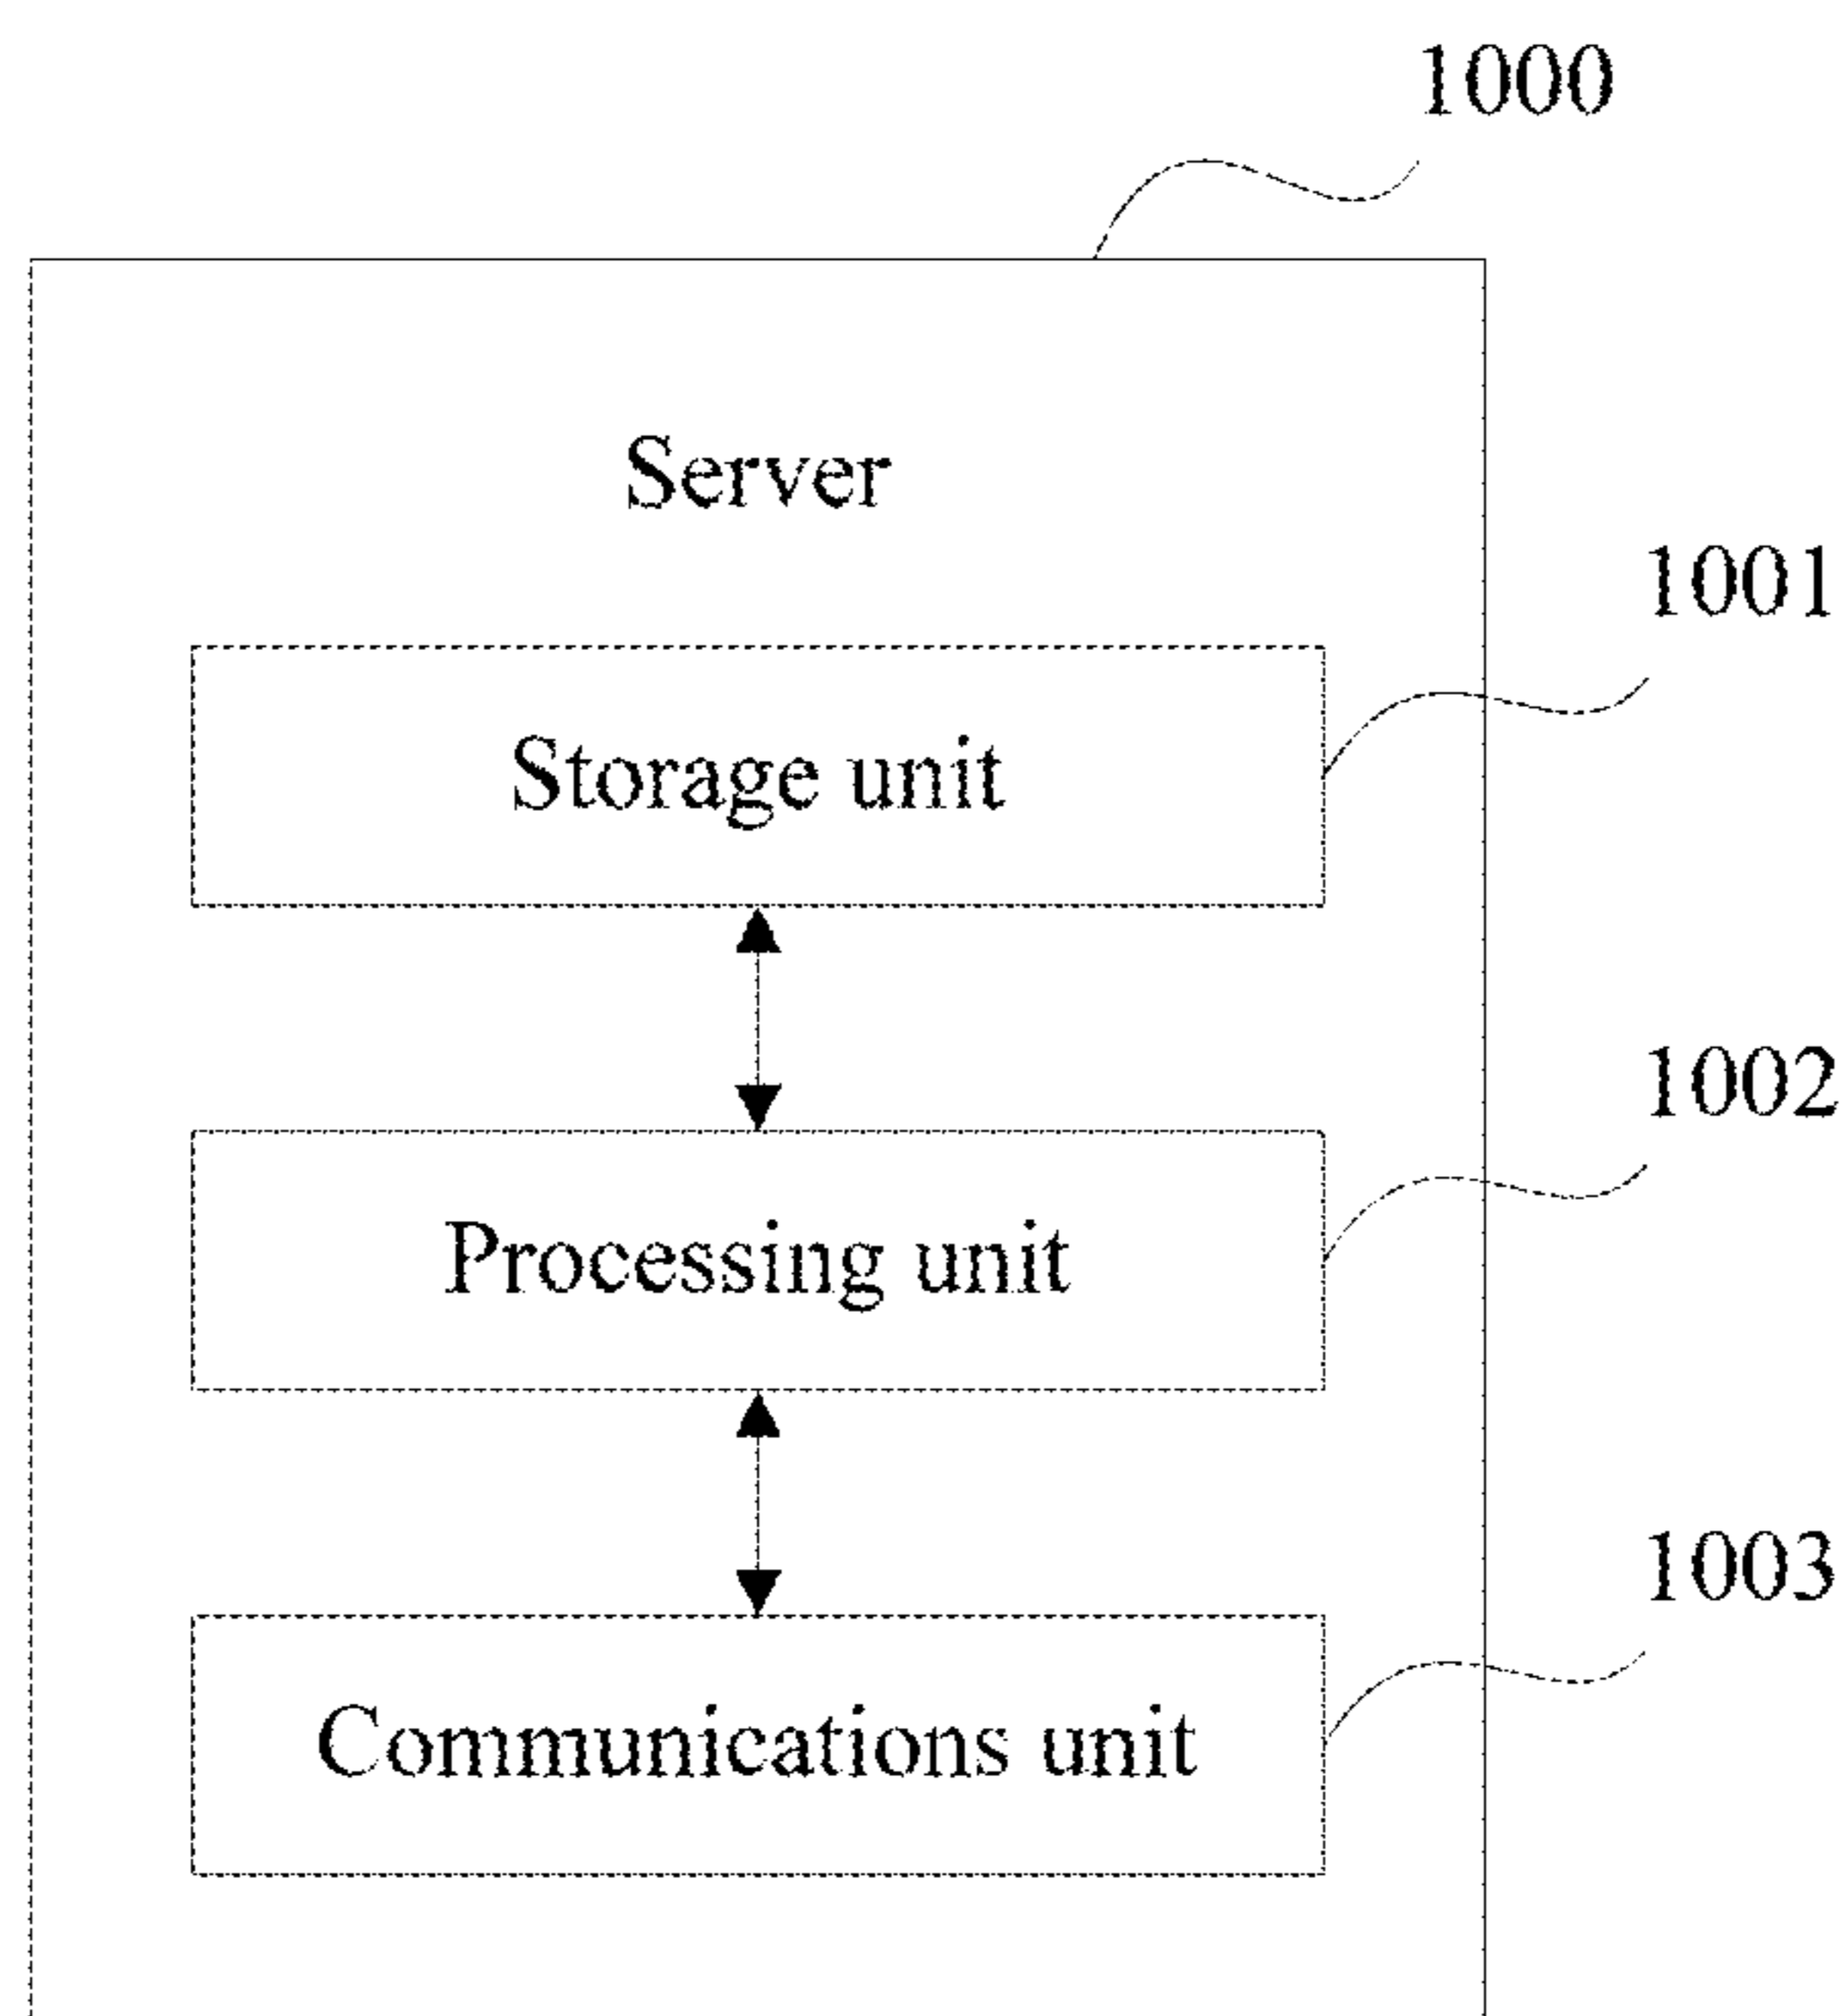 1000
Server
1001
Storage unit
1002
Processing unit
1003
Communications unit